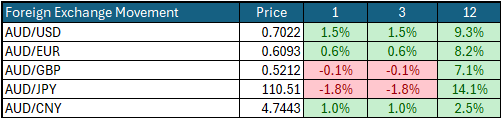 Foreign Exchange Movement Price 1 3 12
AUD/USD 0.7022 1.5% 1.5% 9.3%
AUD/EUR 0.6093 0.6% 0.6% 8.2%
AUD/GBP 0.5212 -0.1% -0.1% 7.1%
AUD/JPY 110.51 -1.8% -1.8% 14.1%
AUD/CNY 4.7443 1.0% 1.0% 2.5%